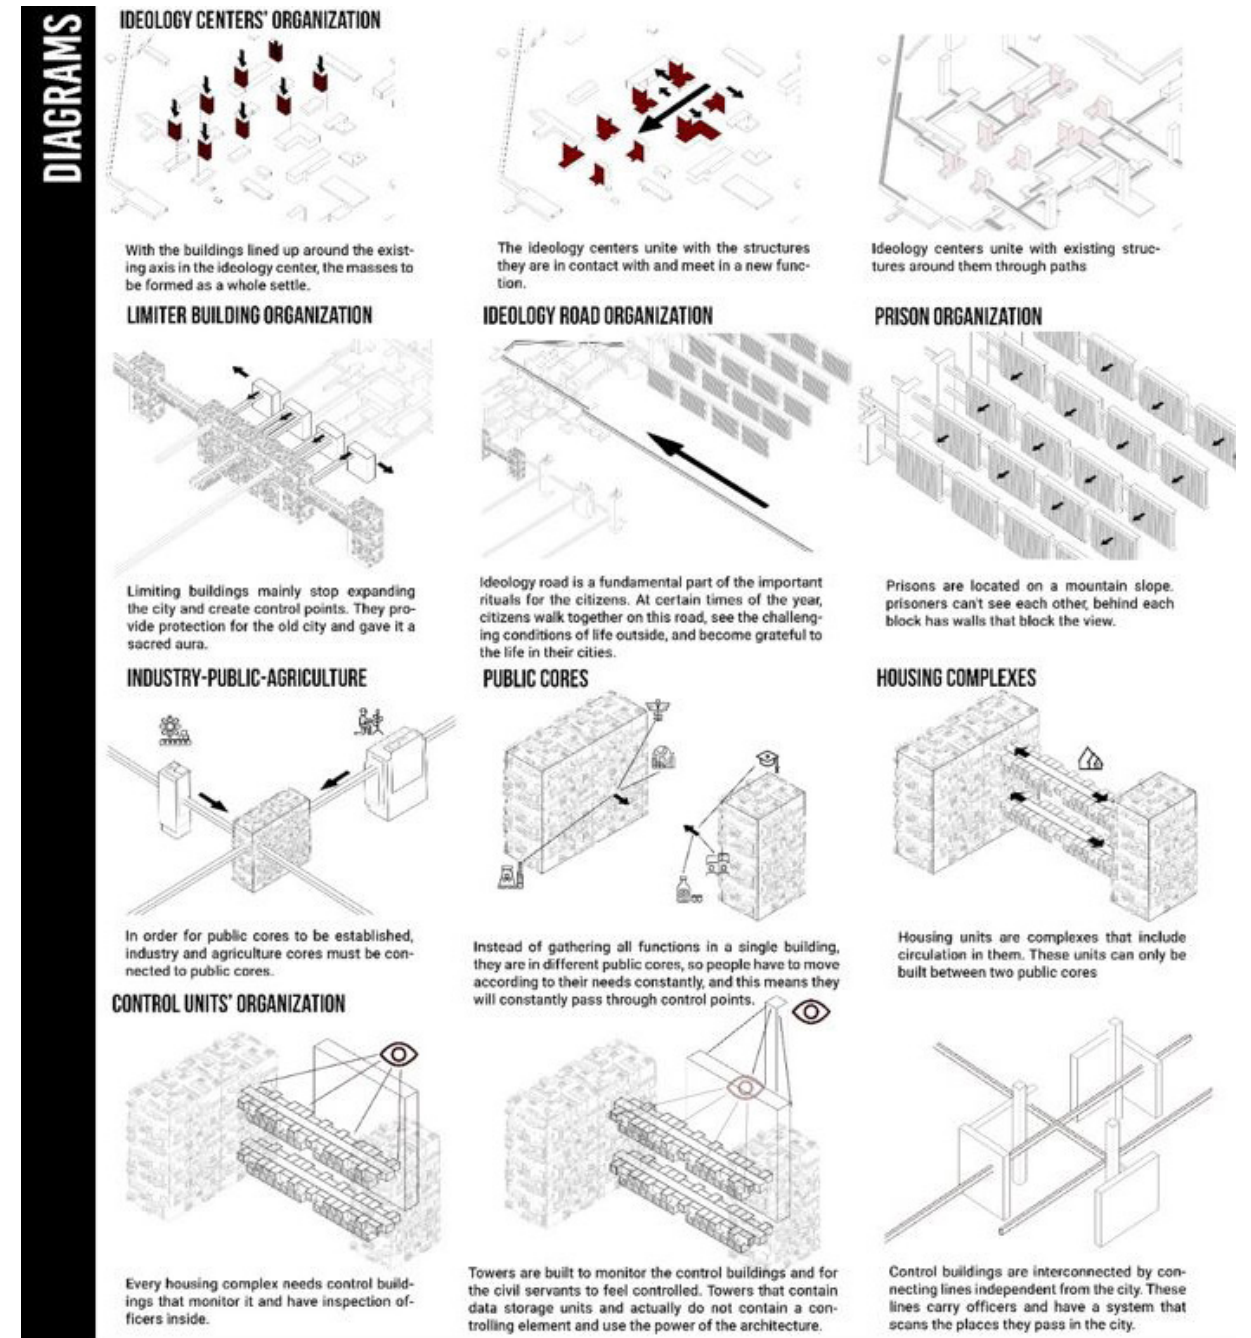 DIAGRAMS
IDEOLOGY CENTERS' ORGANIZATION
With the buildings lined up around the exist-
ing axis in the ideology center, the masses to
be formed as a whole settle.
The ideology centers unite with the structures
they are in contact with and meet in a new func-
tion.
Ideology centers unite with existing struc-
tures around them through paths
LIMITER BUILDING ORGANIZATION
Limiting buildings mainly stop expanding
the city and create control points. They pro-
vide protection for the old city and gave it a
sacred aura.
IDEOLOGY ROAD ORGANIZATION
Ideology road is a fundamental part of the important
rituals for the citizens. At certain times of the year,
citizens walk together on this road, see the challeng-
ing conditions of life outside, and become grateful to
the life in their cities.
PRISON ORGANIZATION
Prisons are located on a mountain slope.
prisoners can't see each other, behind each
block has walls that block the view.
INDUSTRY-PUBLIC-AGRICULTURE
In order for public cores to be established,
industry and agriculture cores must be con-
nected to public cores.
PUBLIC CORES
Instead of gathering all functions in a single building,
they are in different public cores, so people have to move
according to their needs constantly, and this means they
will constantly pass through control points.
HOUSING COMPLEXES
Housing units are complexes that include
circulation in them. These units can only be
built between two public cores
CONTROL UNITS' ORGANIZATION
Every housing complex needs control build-
ings that monitor it and have inspection of-
ficers inside.
Towers are built to monitor the control buildings and for
the civil servants to feel controlled. Towers that contain
data storage units and actually do not contain a con-
trolling element and use the power of the architecture.
Control buildings are interconnected by con-
necting lines independent from the city. These
lines carry officers and have a system that
scans the places they pass in the city.